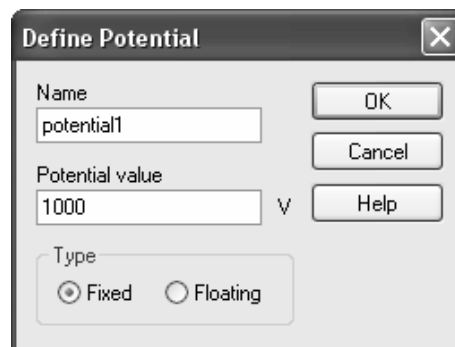 Define Potential
Name
potential1
Potential value
1000 V
Type
Fixed Floating
OK
Cancel
Help